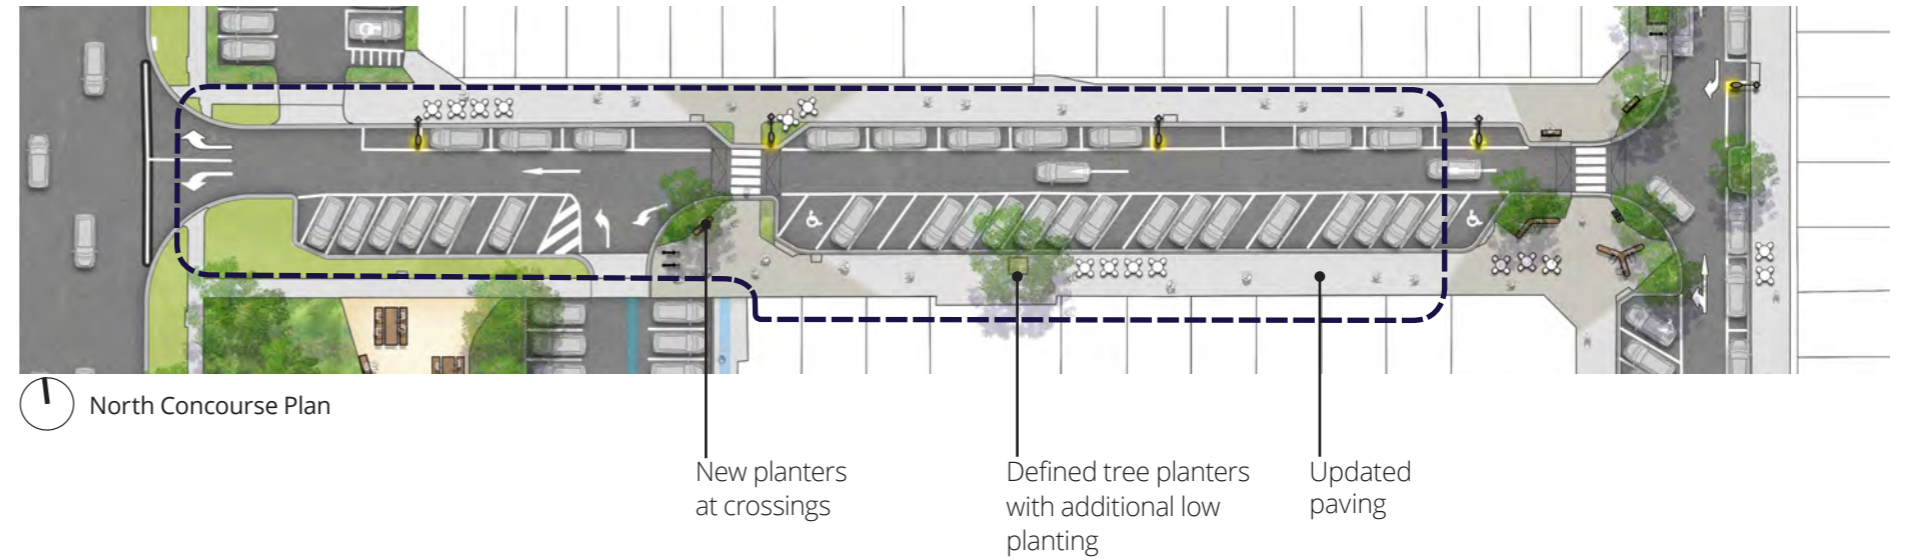 North Concourse Plan
New planters
at crossings
Defined tree planters
with additional low
planting
Updated
paving